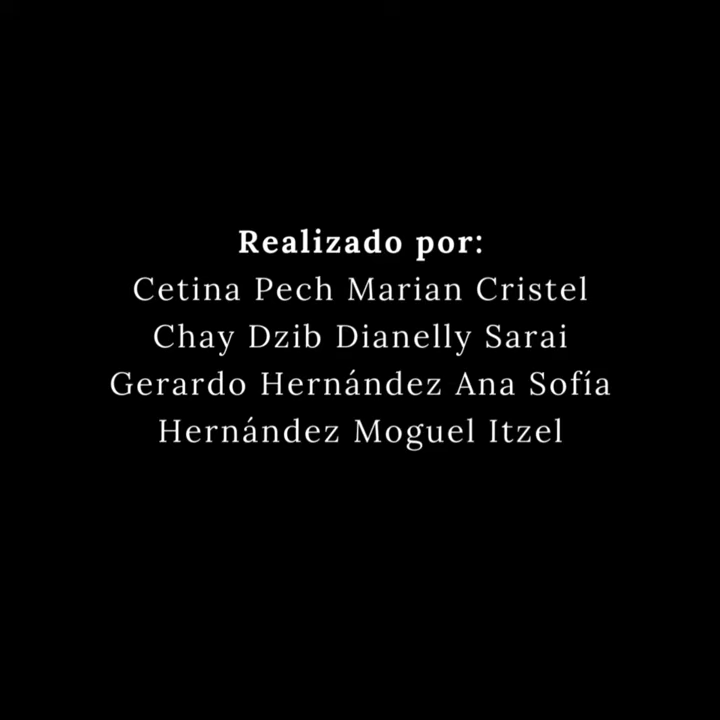 Realizado por:
Cetina Pech Marian Cristel
Chay Dzib Dianelly Sarai
Gerardo Hernández Ana Sofía
Hernández Moguel Itzel